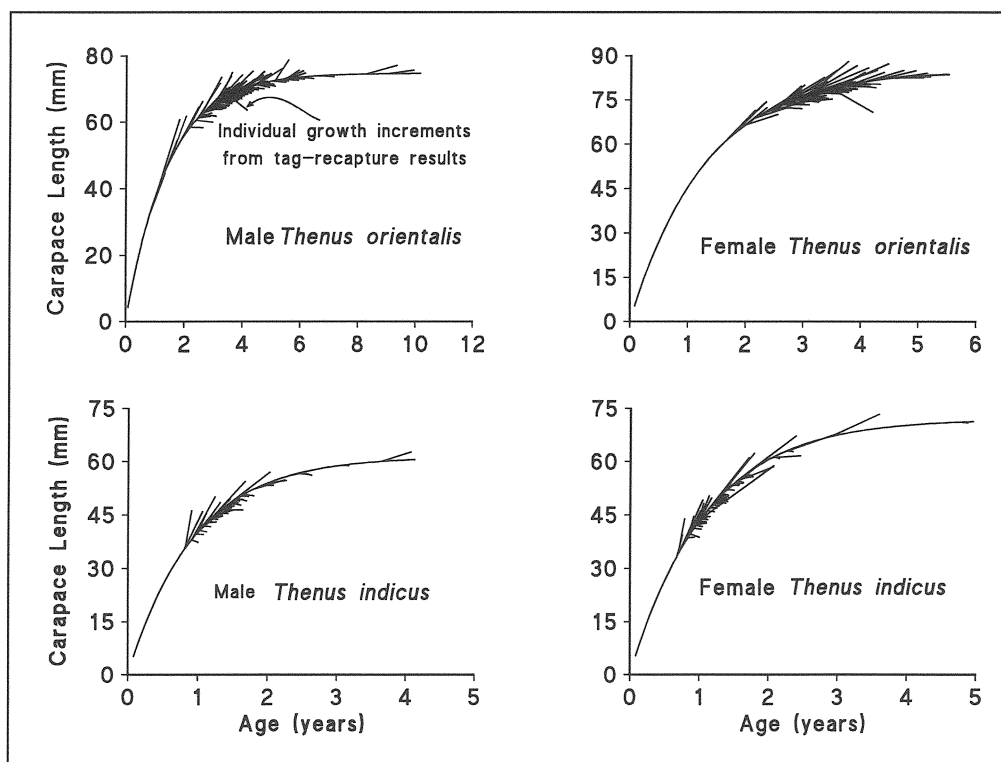 Carapace Length (mm)
80
60
40
20
0
0 2 4 6 8 10 12
Individual growth increments
from tag-recapture results
Male Thenus orientalis
90
75
60
45
30
15
0
0 1 2 3 4 5 6
Female Thenus orientalis
Carapace Length (mm)
75
60
45
30
15
0
0 1 2 3 4 5
Age (years)
Male Thenus indicus
75
60
45
30
15
0
0 1 2 3 4 5
Age (years)
Female Thenus indicus